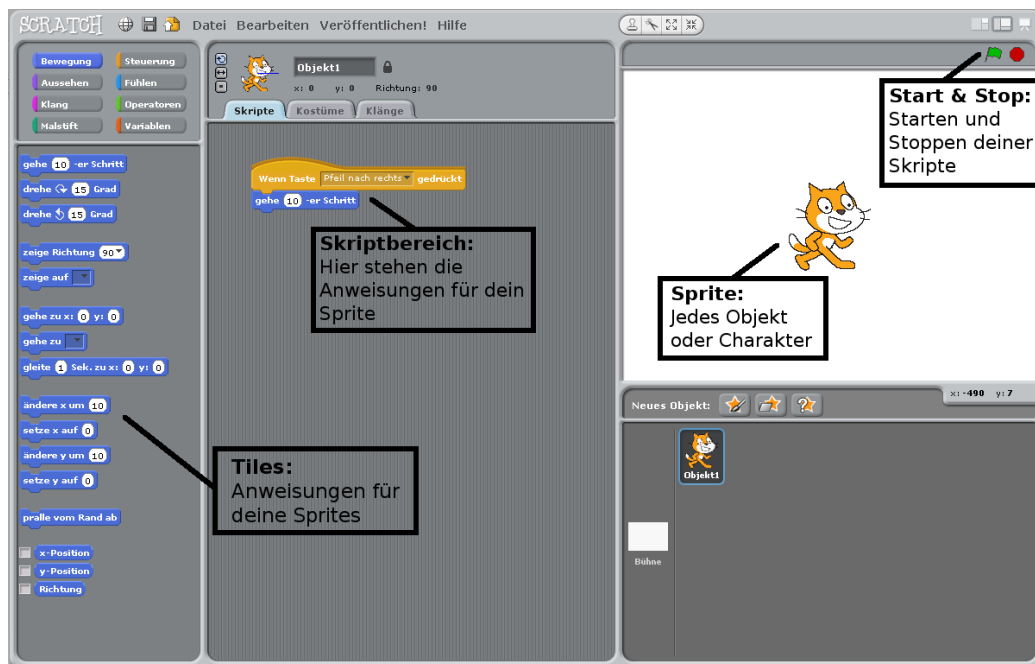 SCRATCH
Datei Bearbeiten Veröffentlichen! Hilfe
Bewegung Steuerung
Aussehen Fühlen
Klang Operatoren
Malstift Variablen
gehe 10 -er Schritt
drehe 15 Grad
drehe 15 Grad
zeige Richtung 90
zeige auf
gehe zu x: 0 y: 0
gehe zu
gleite 1 Sek. zu x: 0 y: 0
ändere x um 10
setze x auf 0
ändere y um 10
setze y auf 0
pralle vom Rand ab
x-Position
y-Position
Richtung
Tiles:
Anweisungen für
deine Sprites
Objekt1
x: 0 y: 0 Richtung: 90
Skripte Kostüme Klänge
Wenn Taste Pfeil nach rechts gedrückt
gehe 10 -er Schritt
Skriptbereich:
Hier stehen die
Anweisungen für dein
Sprite
Start & Stop:
Starten und
Stoppen deiner
Skripte
Sprite:
Jedes Objekt
oder Charakter
x: -490 y: 7
Neues Objekt:
Objekt1
Bühne